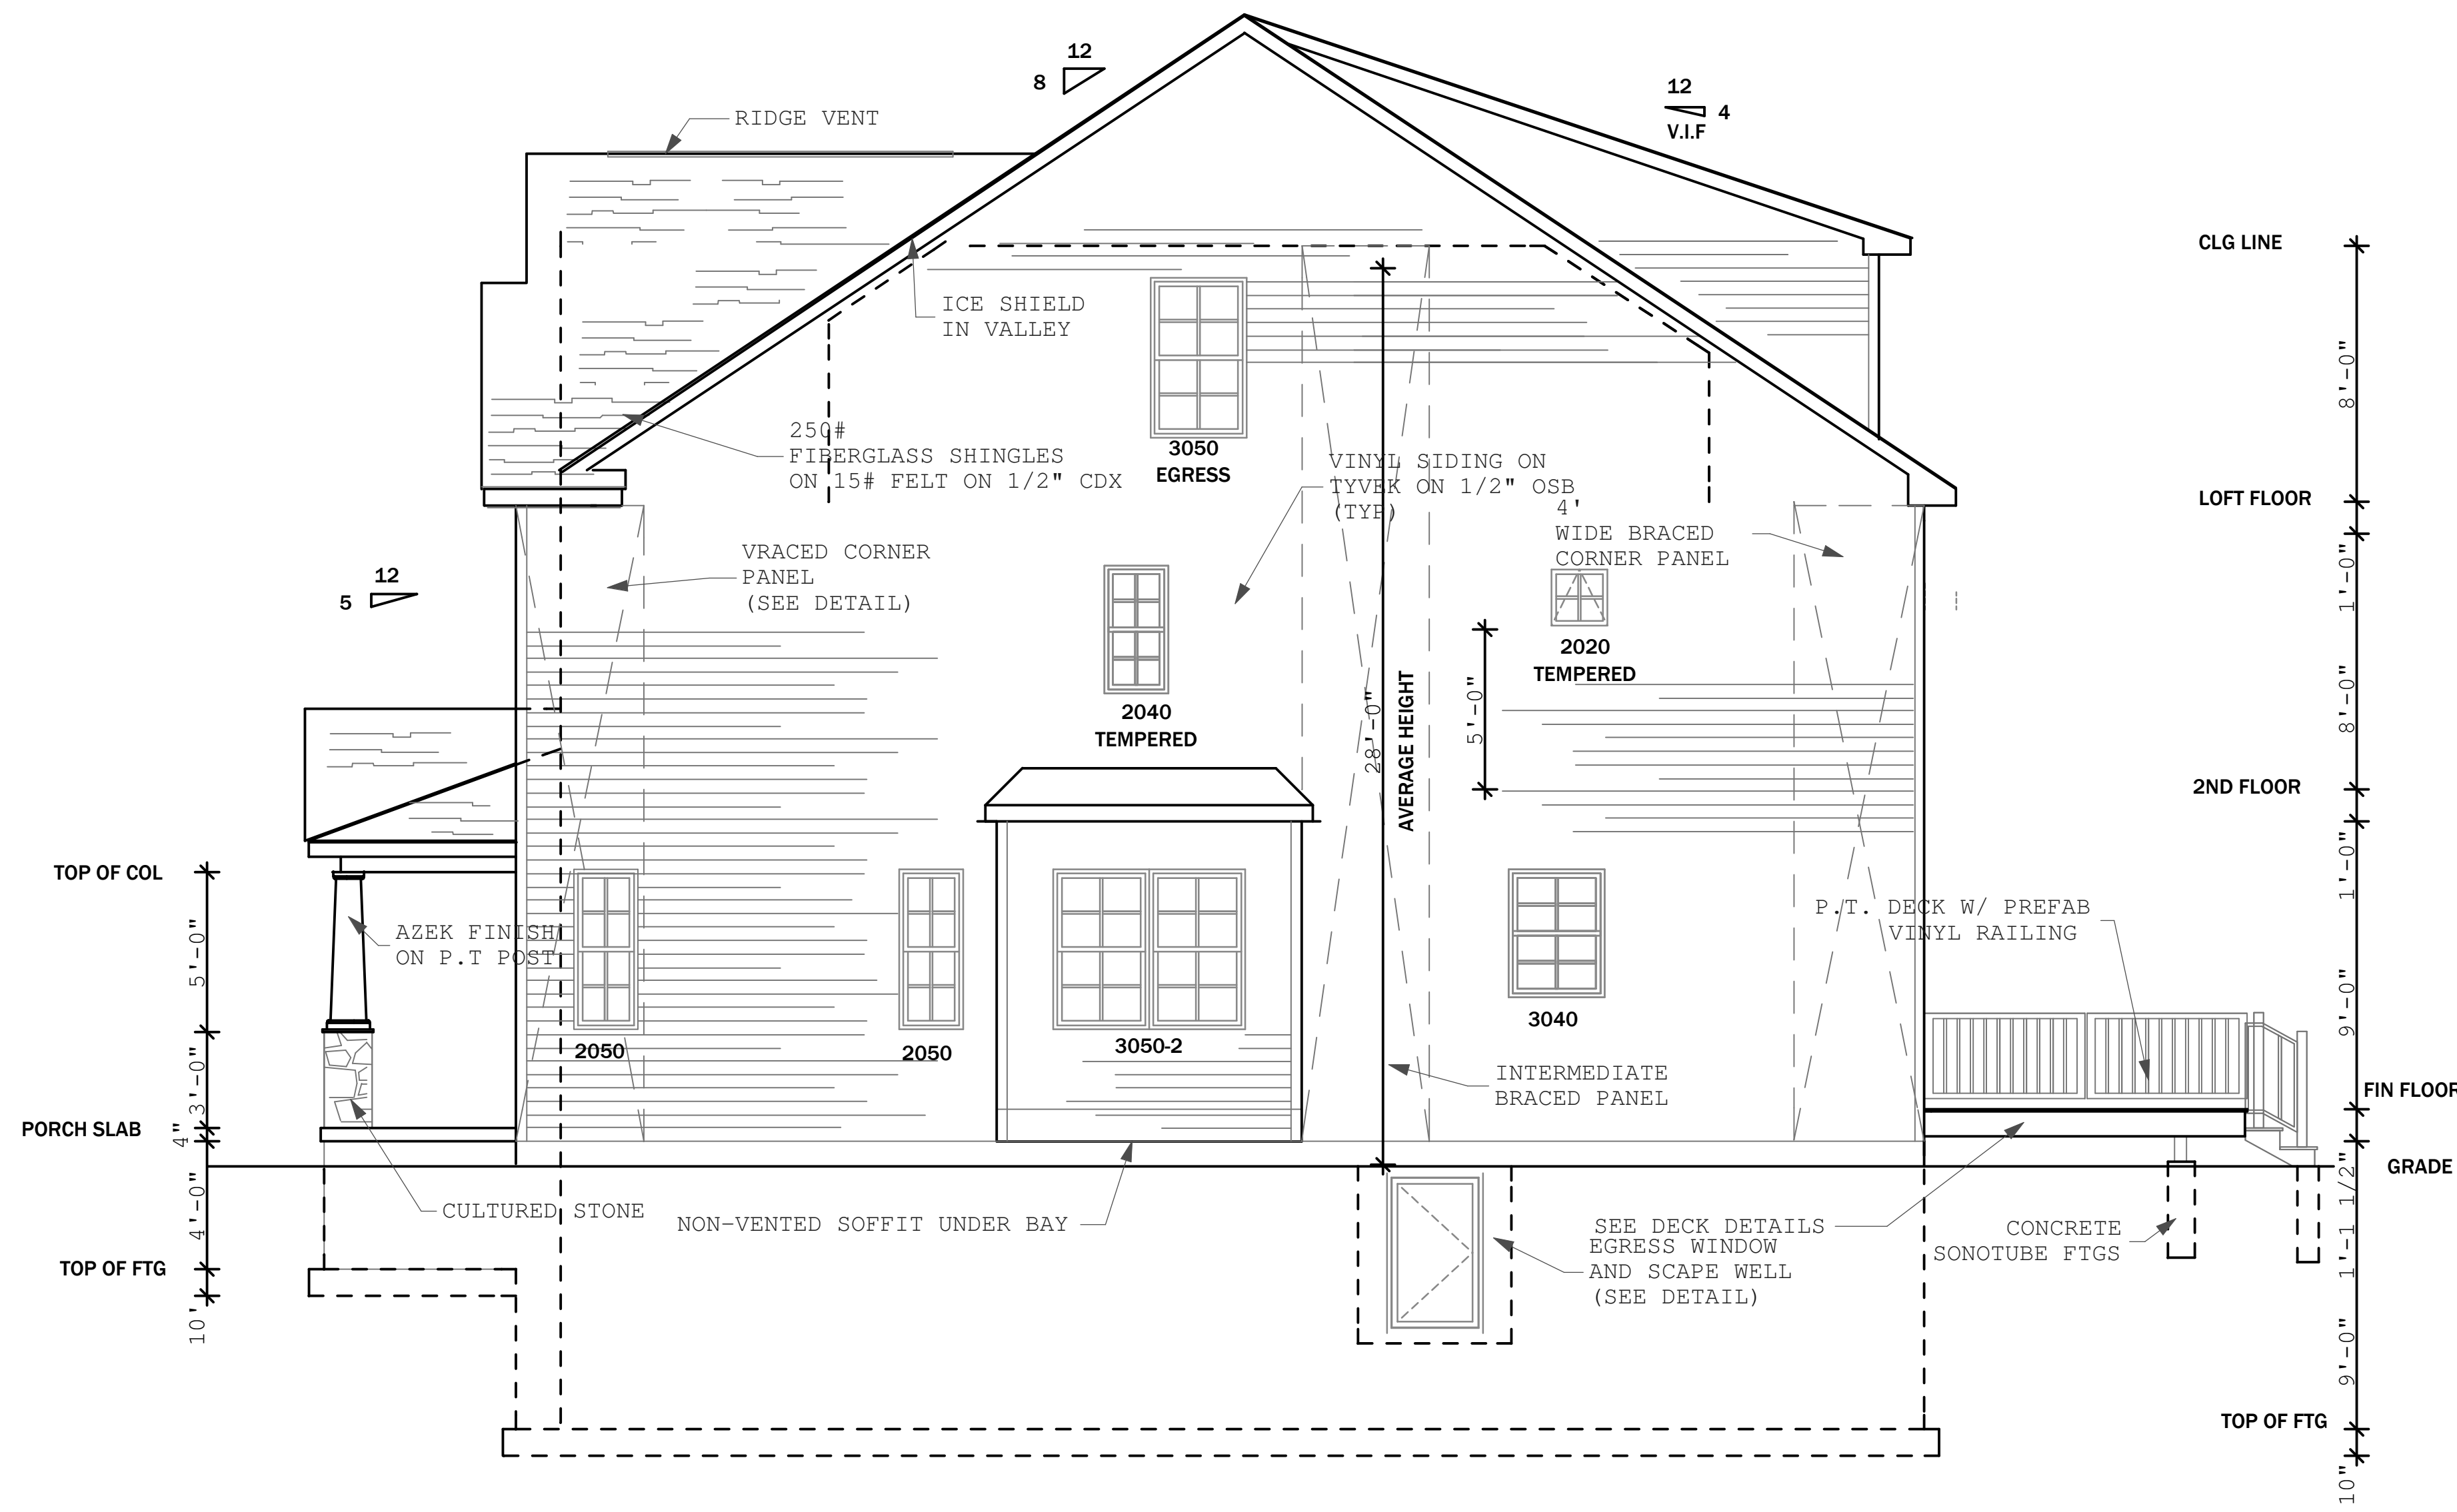 12
8
12
4
V.I.F
RIDGE VENT
CLG LINE
ICE SHIELD
IN VALLEY
8'-0"
250#
FIBERGLASS SHINGLES
ON 15# FELT ON 1/2" CDX
3050
EGRESS
VINYL SIDING ON
TYVEK ON 1/2" OSB
(TYP)
4'
WIDE BRACED
CORNER PANEL
LOFT FLOOR
1'-0"
VRACED CORNER
PANEL
(SEE DETAIL)
12
5
2020
TEMPERED
2040
TEMPERED
28'-0"
AVERAGE HEIGHT
5'-0"
8'-0"
2ND FLOOR
1'-0"
TOP OF COL
5'-0"
AZEK FINISH
ON P.T POST
P.T. DECK W/ PREFAB
VINYL RAILING
9'-0"
2050
2050
3050-2
3040
INTERMEDIATE
BRACED PANEL
FIN FLOOR
3'-0"
PORCH SLAB
4"
GRADE
1'-1 1/2"
4'-0"
CULTURED STONE
NON-VENTED SOFFIT UNDER BAY
SEE DECK DETAILS
EGRESS WINDOW
AND SCAPE WELL
(SEE DETAIL)
CONCRETE
SONOTUBE FTGS
TOP OF FTG
10'
9'-0"
TOP OF FTG
10"